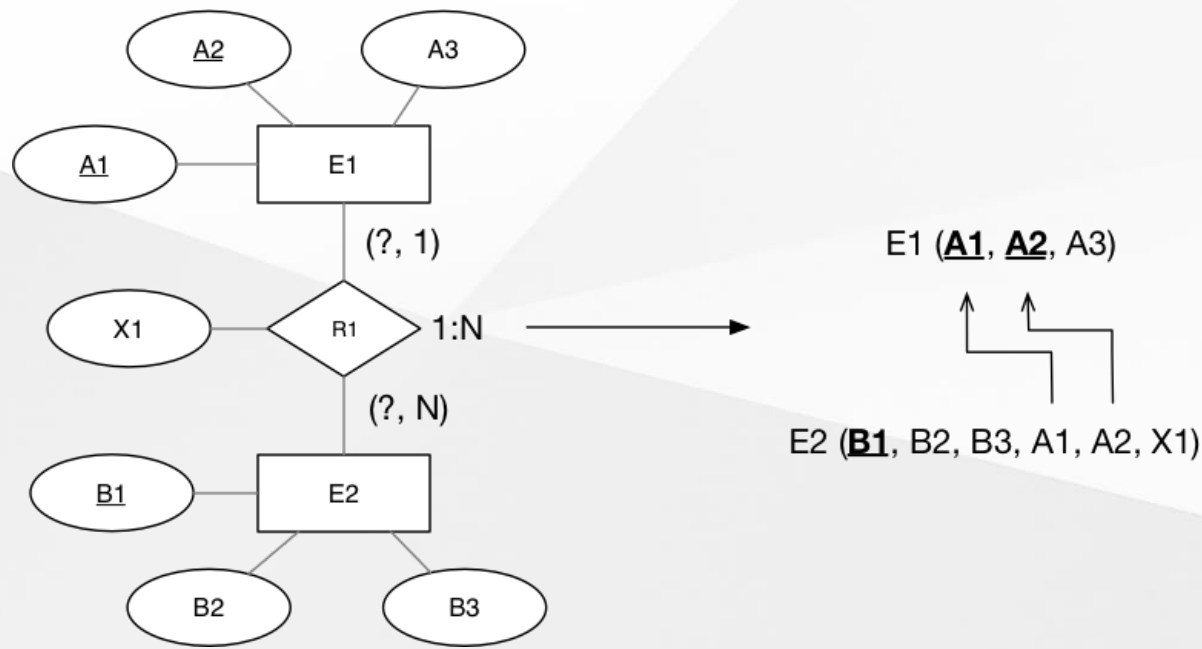 A2
A3
A1
E1
(?, 1)
E1 (A1, A2, A3)
X1
R1
1:N
(?, N)
E2 (B1, B2, B3, A1, A2, X1)
B1
E2
B2
B3